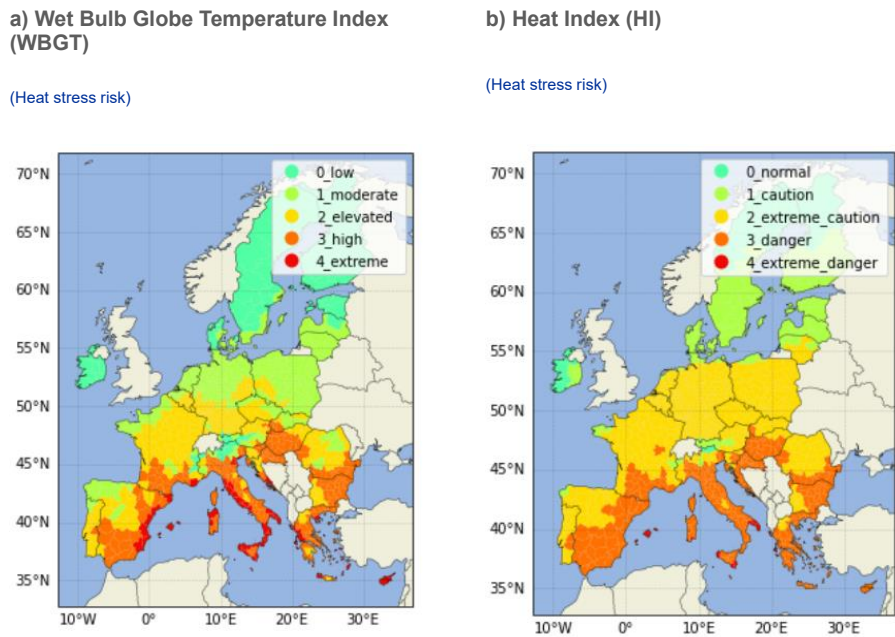 a) Wet Bulb Globe Temperature Index
(WBGT)
(Heat stress risk)
0_low
1_moderate
2_elevated
3_high
4_extreme
70°N
65°N
60°N
55°N
50°N
45°N
40°N
35°N
10°W
0°
10°E
20°E
30°E
b) Heat Index (HI)
(Heat stress risk)
0_normal
1_caution
2_extreme_caution
3_danger
4_extreme_danger
70°N
65°N
60°N
55°N
50°N
45°N
40°N
35°N
10°W
0°
10°E
20°E
30°E